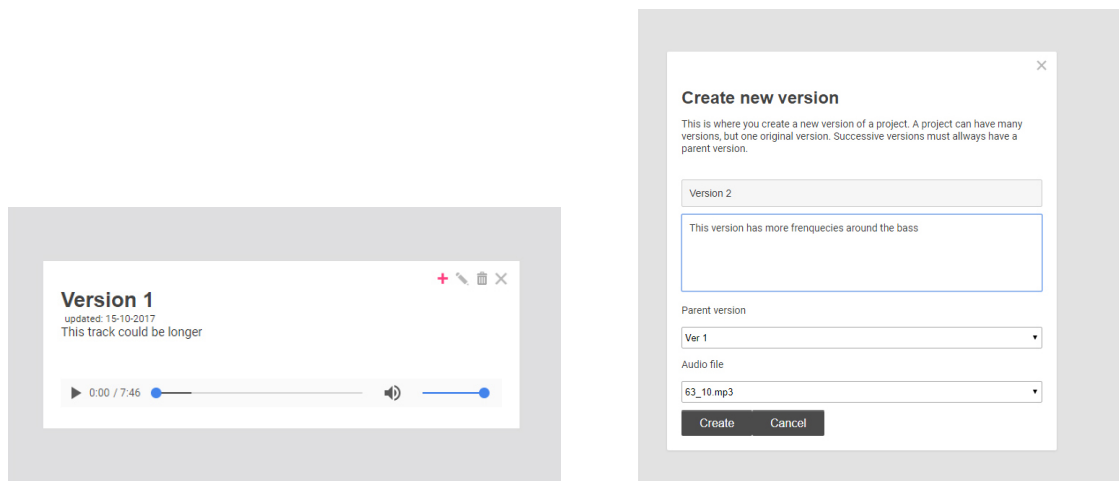 Version 1
updated: 15-10-2017
This track could be longer
0:00 / 7:46
Create new version
This is where you create a new version of a project. A project can have many
versions, but one original version. Successive versions must allways have a
parent version.
Version 2
This version has more frenquecies around the bass
Parent version
Ver 1
Audio file
63_10.mp3
Create Cancel